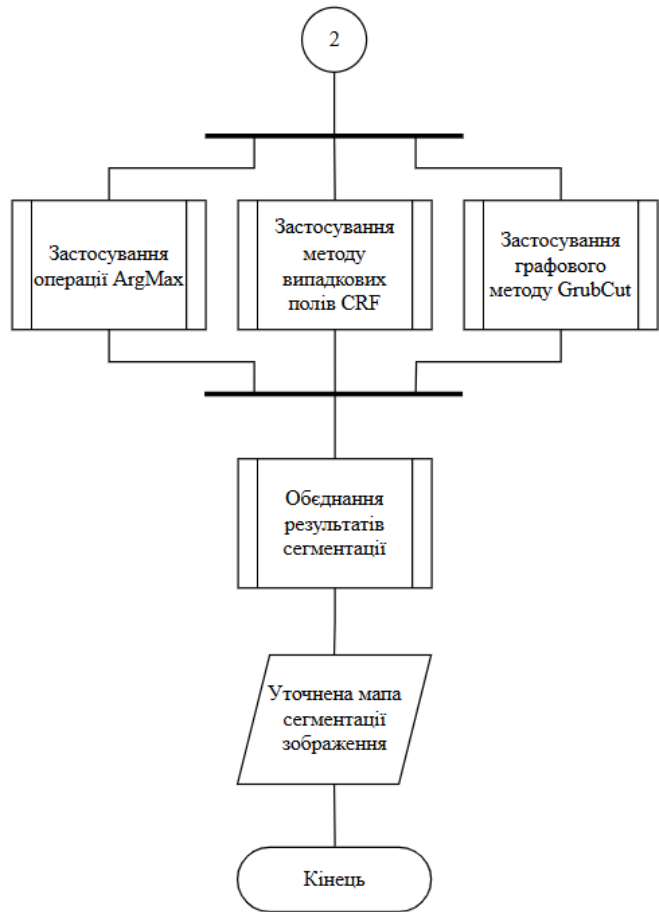 2
Застосування
операції ArgMax
Застосування
методу
випадкових
полів CRF
Застосування
графового
методу GrubCut
Обєднання
результатів
сегментації
Уточнена мапа
сегментації
зображення
Кінець